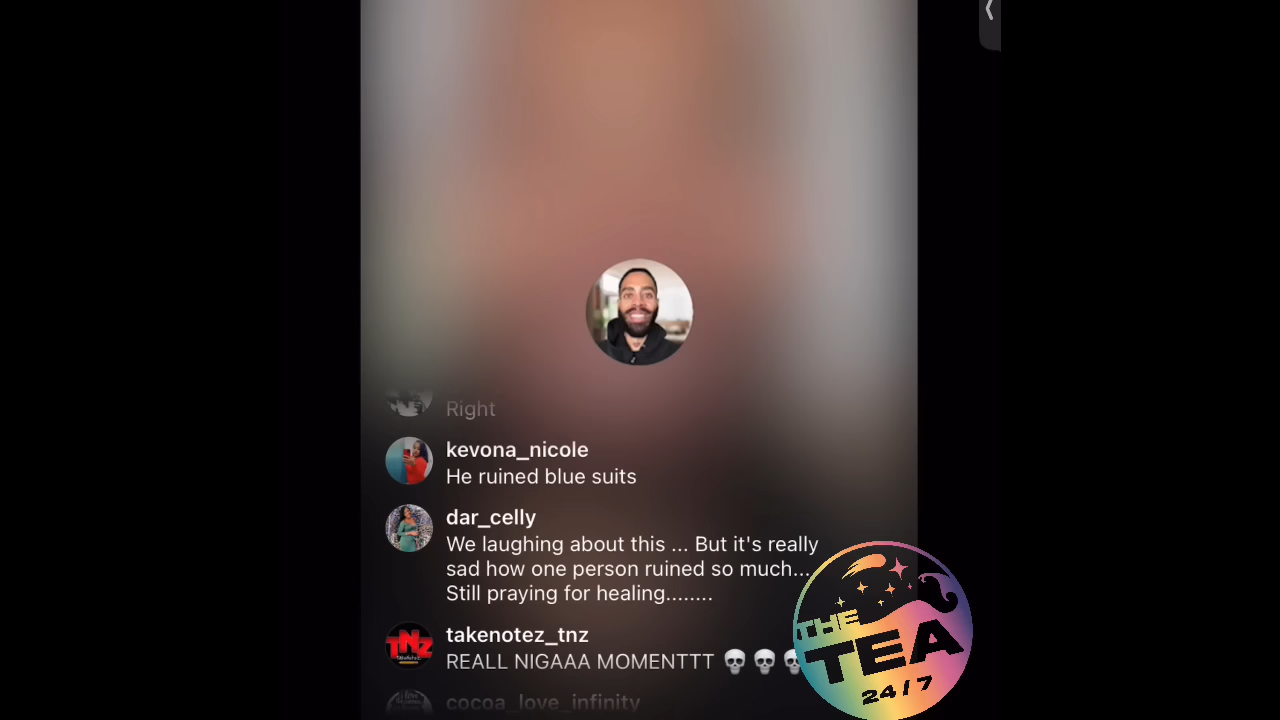 Right
kevona_nicole
He ruined blue suits
dar_celly
We laughing about this ... But it's really
sad how one person ruined so much...
Still praying for healing........
takenotez_tnz
REALL NIGAAA MOMENTTT 💀💀💀
cocoa_love_infinity
THE
TEA
24/7
TNZ